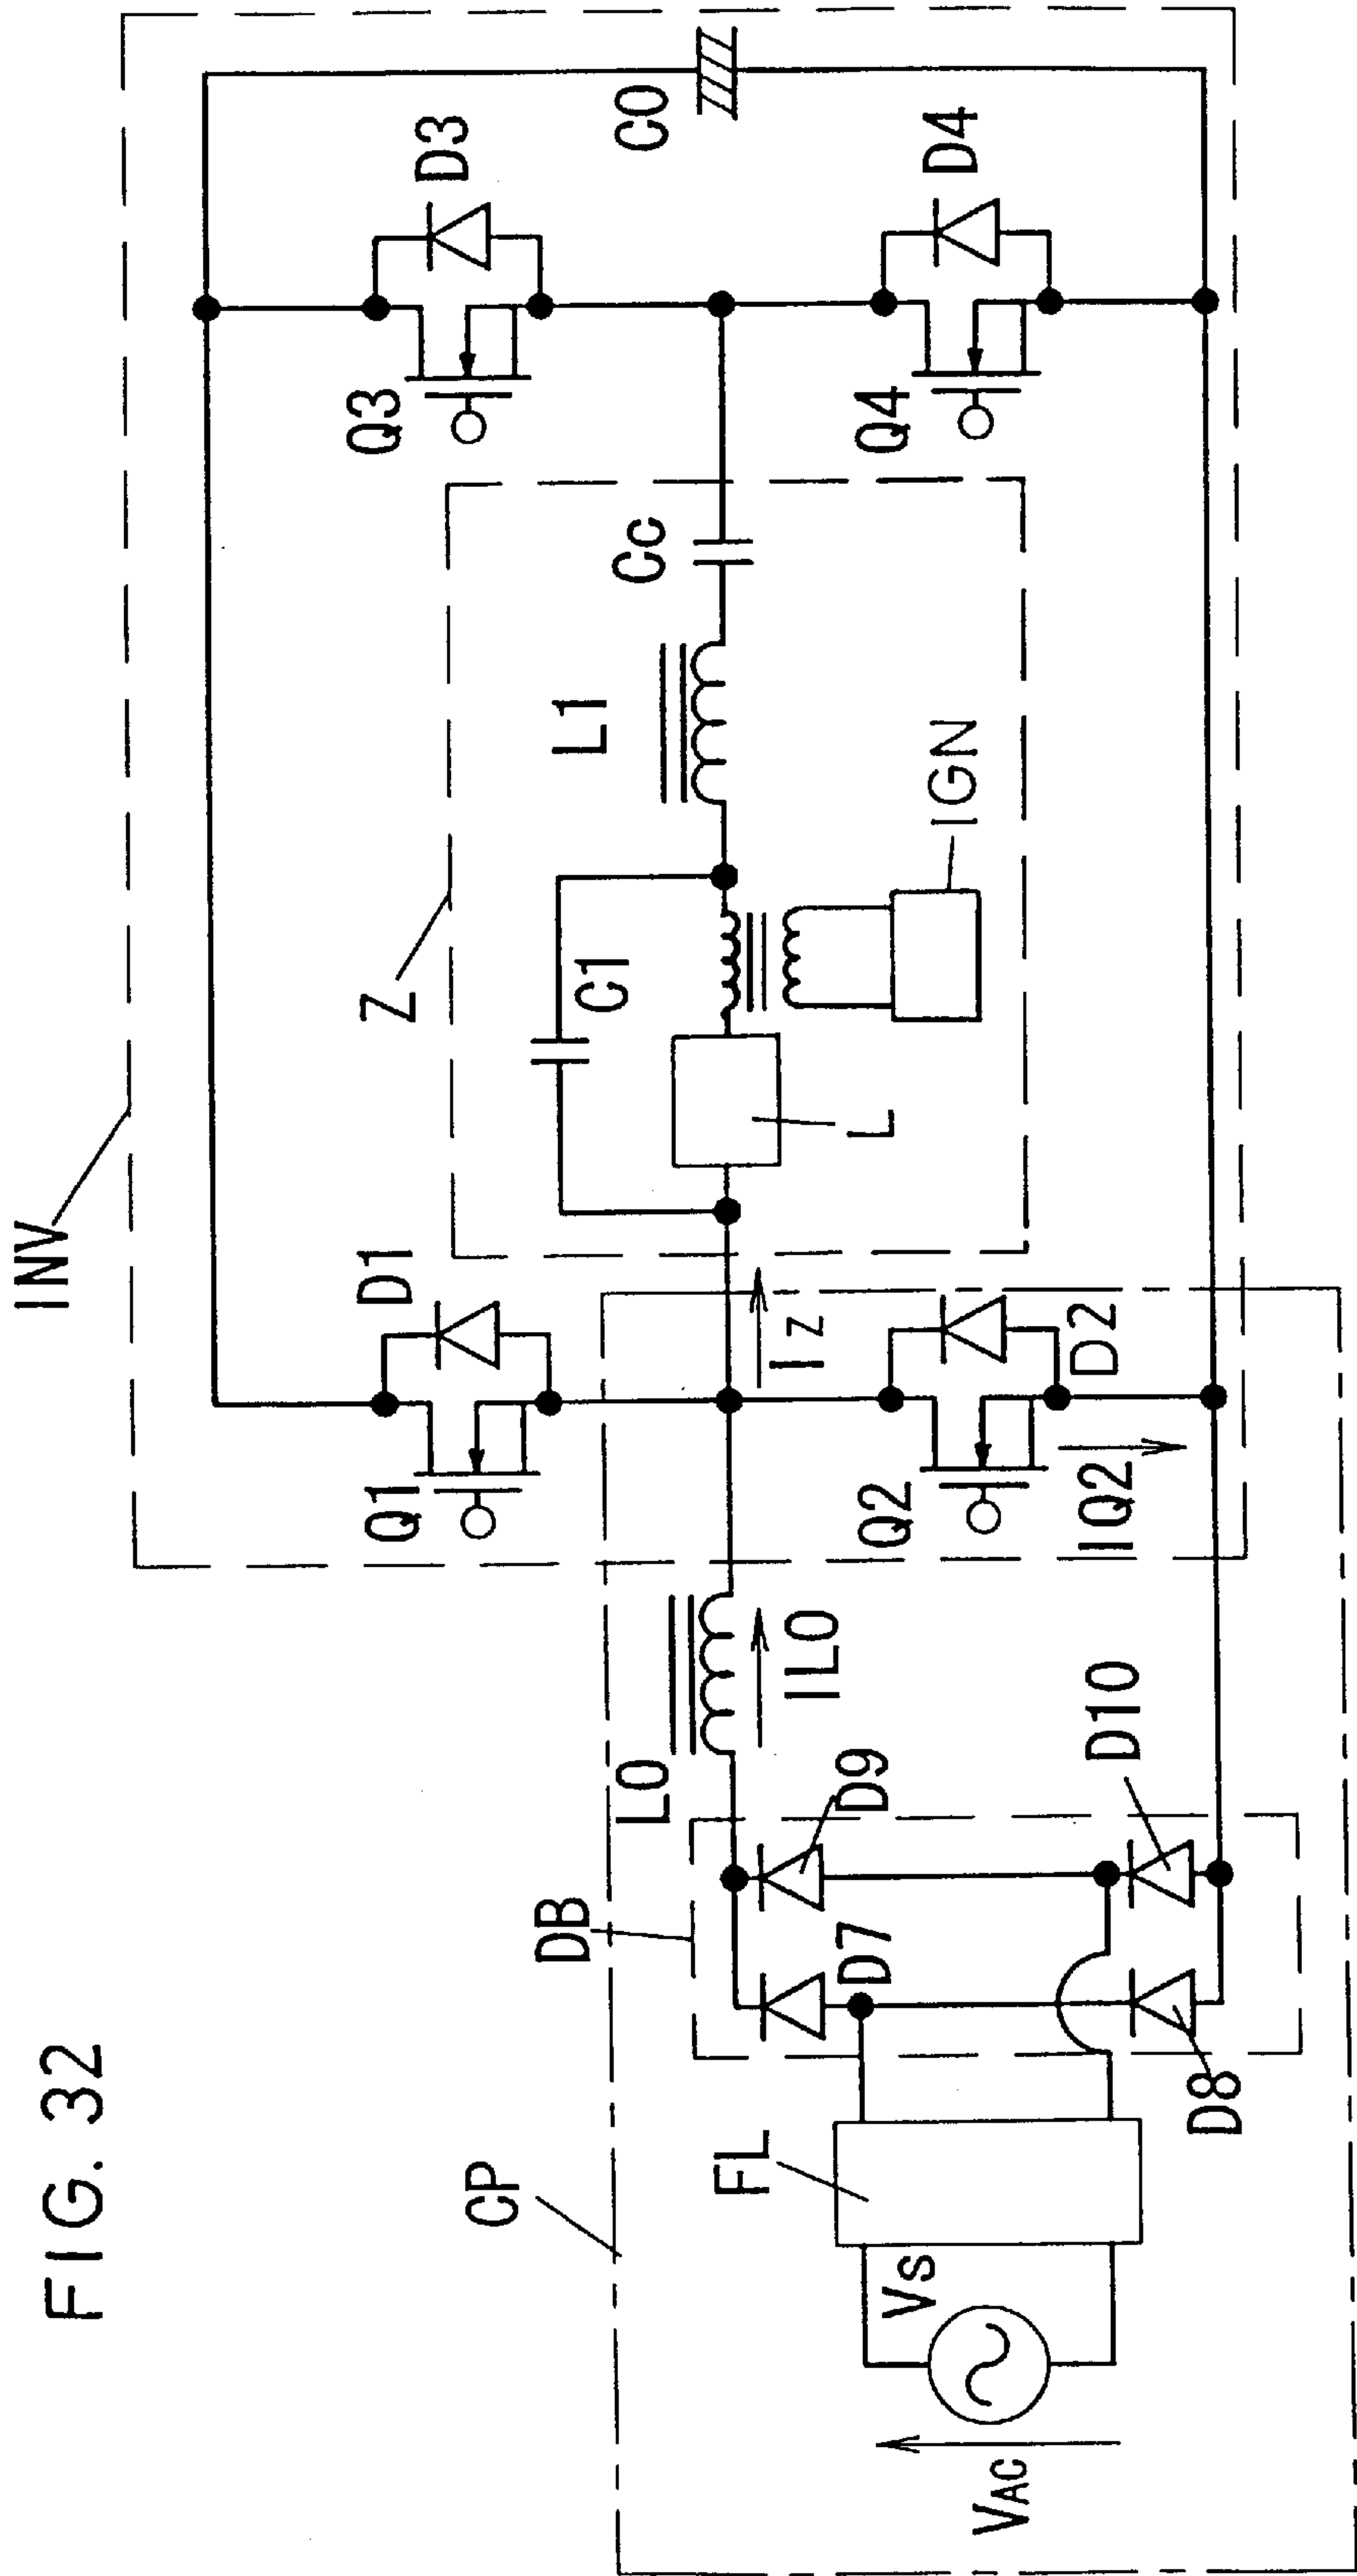 FIG. 32
INV
CP
Z
DB
FL
Vs
VAC
D7
D8
D9
D10
L0
IL0
Q1
D1
Q2
D2
IQ2
Iz
C1
L
L1
Cc
IGN
Q3
D3
Q4
D4
C0